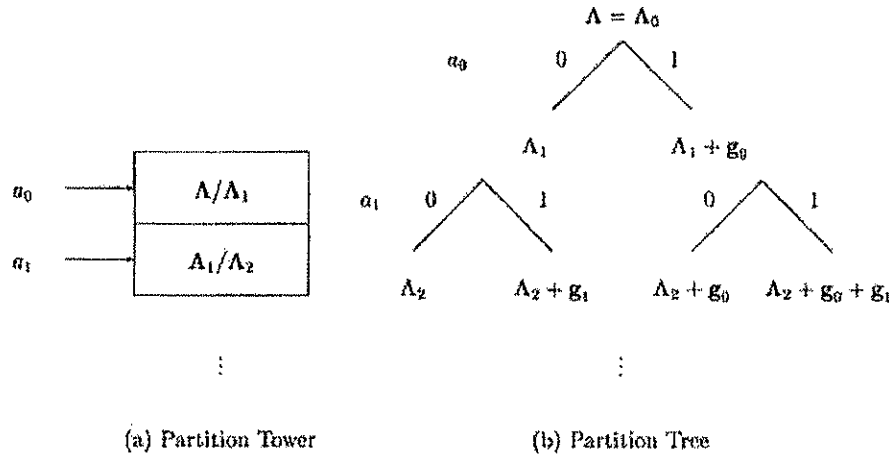 Λ = Λ₀
a₀ 0 1
Λ₁ Λ₁ + g₀
a₀ Λ/Λ₁
a₁ 0 1 0 1
a₁ Λ₁/Λ₂
Λ₂ Λ₂ + g₁ Λ₂ + g₀ Λ₂ + g₀ + g₁
⋮ ⋮
(a) Partition Tower (b) Partition Tree